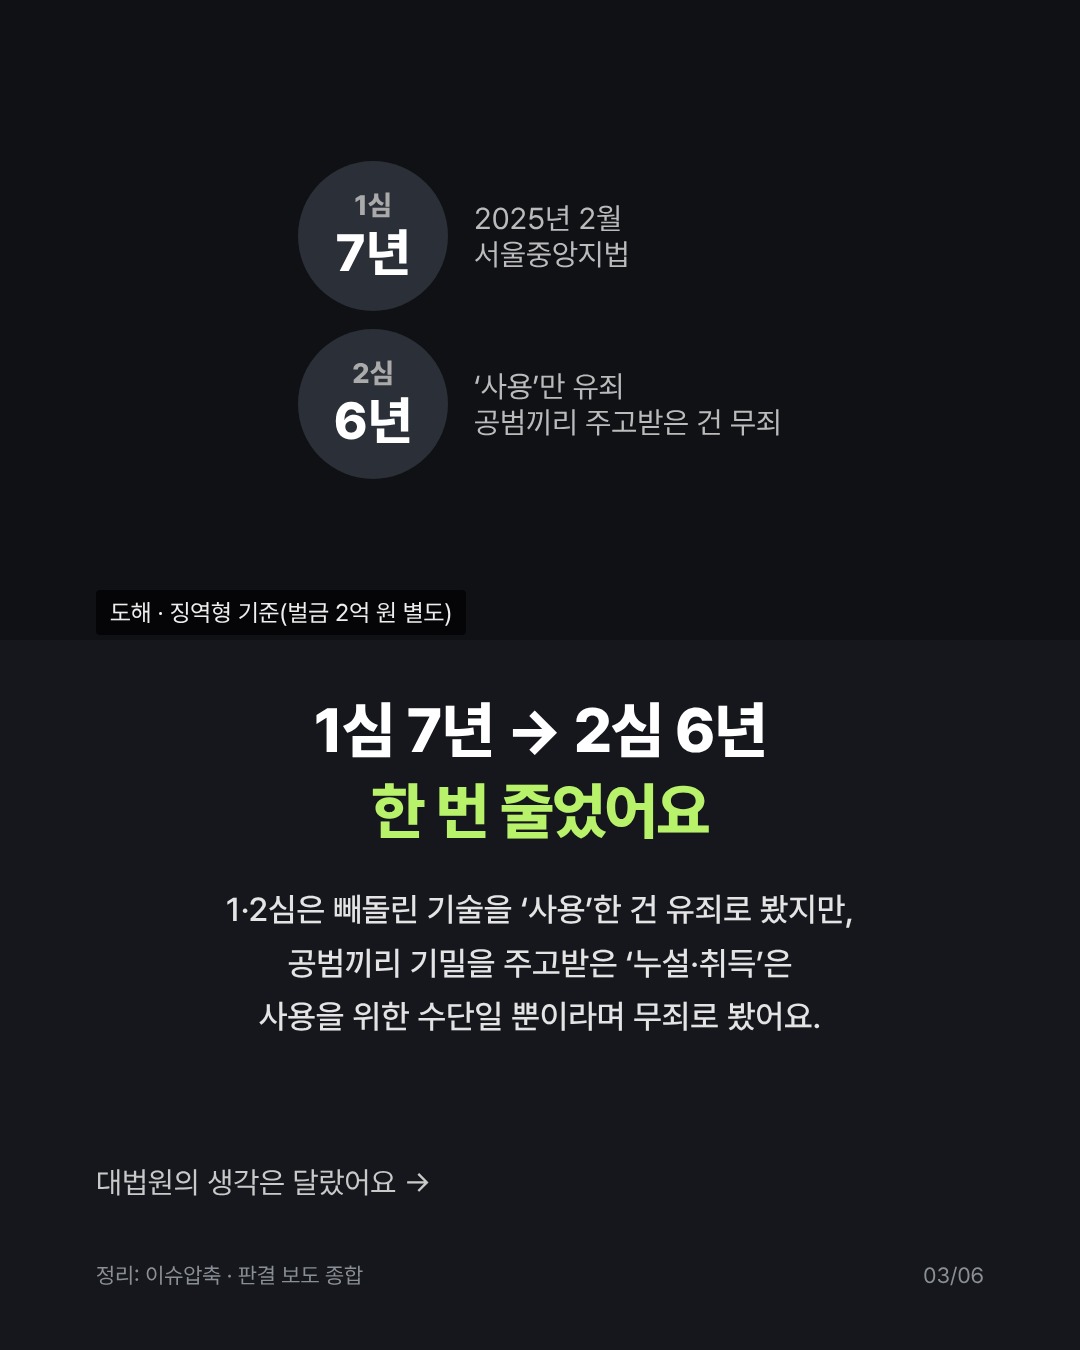 1심
7년
2025년 2월
서울중앙지법
2심
6년
‘사용’만 유죄
공범끼리 주고받은 건 무죄
도해 · 징역형 기준(벌금 2억 원 별도)
1심 7년 → 2심 6년
한 번 줄었어요
1·2심은 빼돌린 기술을 ‘사용’한 건 유죄로 봤지만,
공범끼리 기밀을 주고받은 ‘누설·취득’은
사용을 위한 수단일 뿐이라며 무죄로 봤어요.
대법원의 생각은 달랐어요 →
정리: 이슈압축 · 판결 보도 종합
03/06